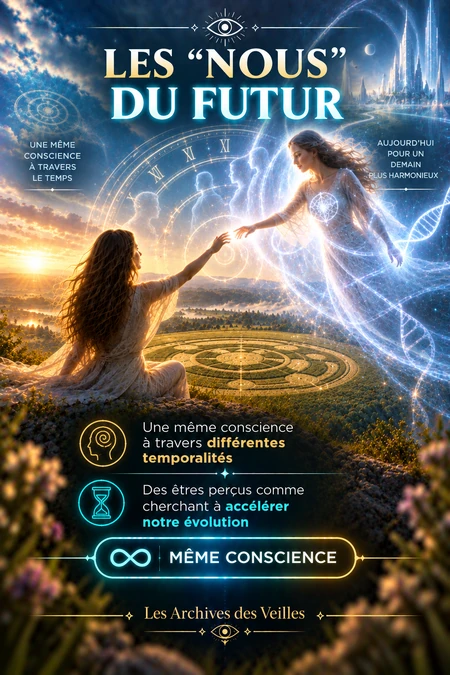 LES “NOUS”
DU FUTUR
UNE MÊME
CONSCIENCE
À TRAVERS
LE TEMPS
AUJOURD'HUI
POUR UN
DEMAIN
PLUS HARMONIEUX
Une même conscience
à travers différentes
temporalités
Des êtres perçus comme
cherchant à accélérer
notre évolution
MÊME CONSCIENCE
Les Archives des Veilles